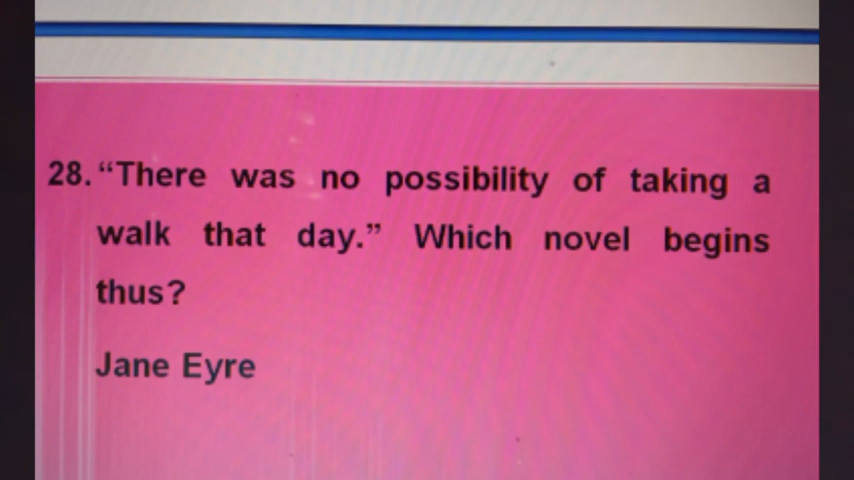 28. “There was no possibility of taking a
walk that day.” Which novel begins
thus?
Jane Eyre